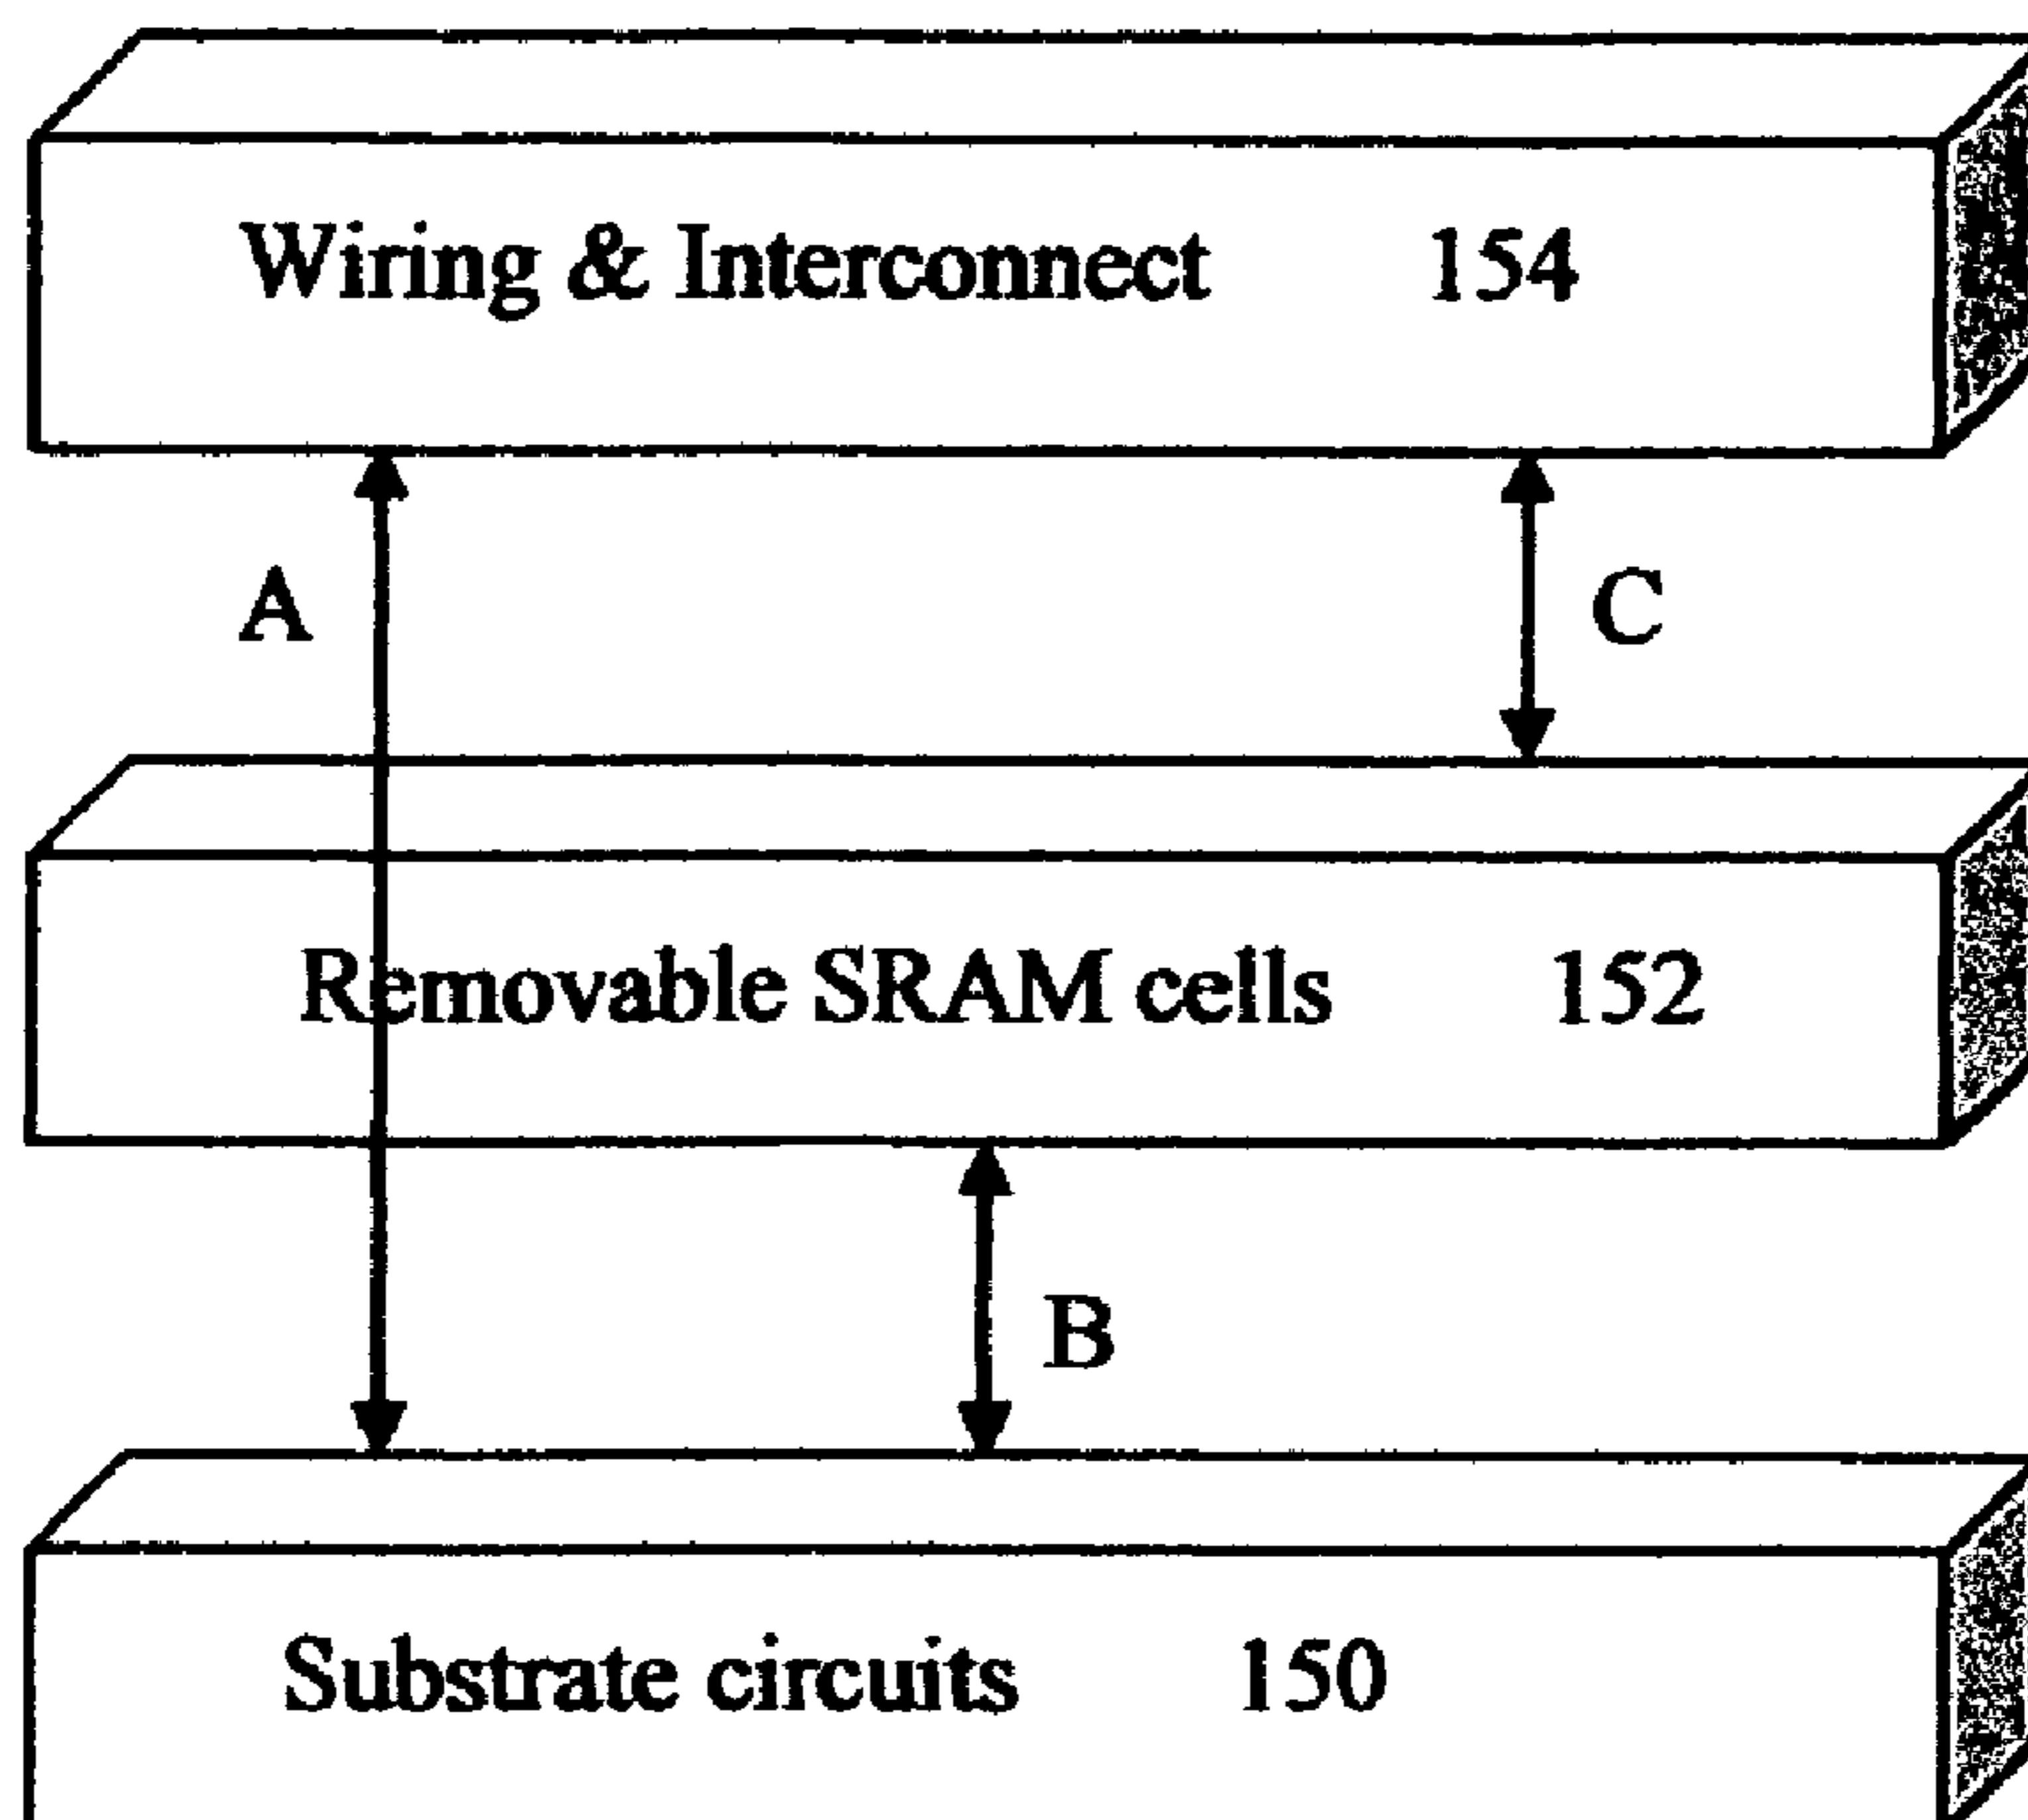 Wiring & Interconnect 154
A
C
Removable SRAM cells 152
B
Substrate circuits 150